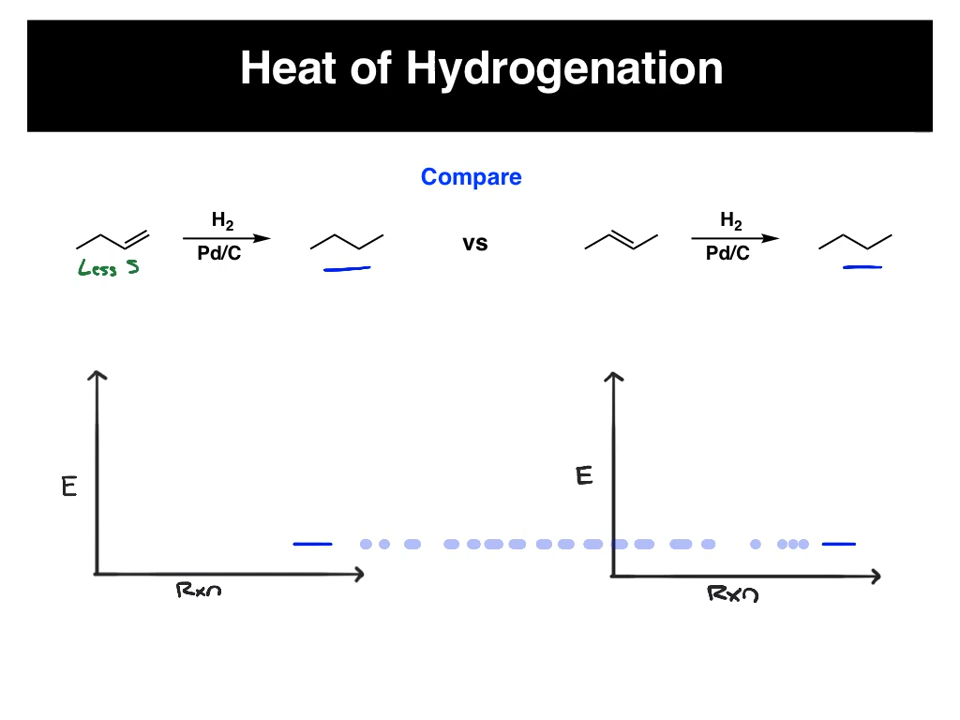 Heat of Hydrogenation
Compare
H2
Pd/C
vs
H2
Pd/C
Less S
E
Rxn
E
Rxn